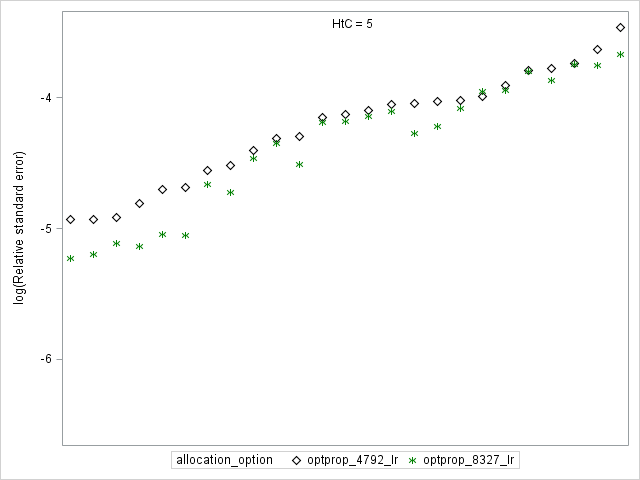 HtC = 5
-4
-5
-6
log(Relative standard error)
allocation_option optprop_4792_lr optprop_8327_lr